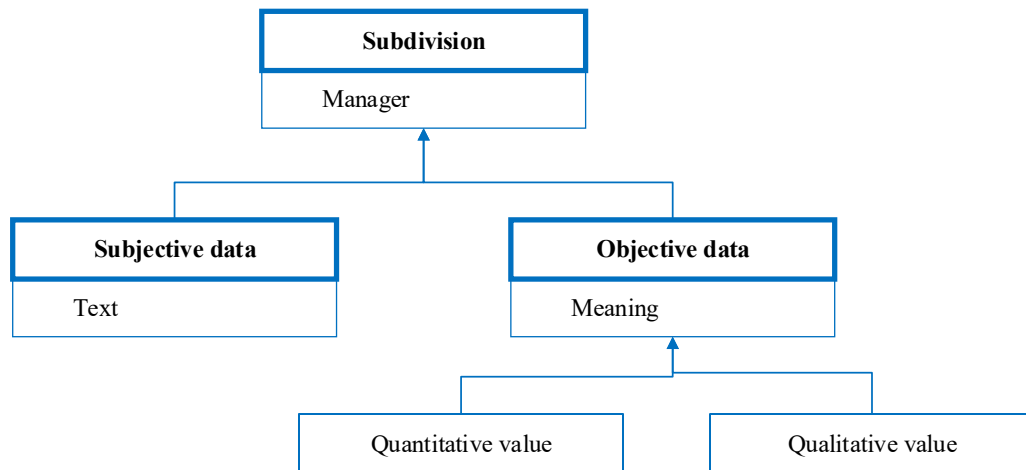 Subdivision
Manager
Subjective data
Objective data
Text
Meaning
Quantitative value
Qualitative value